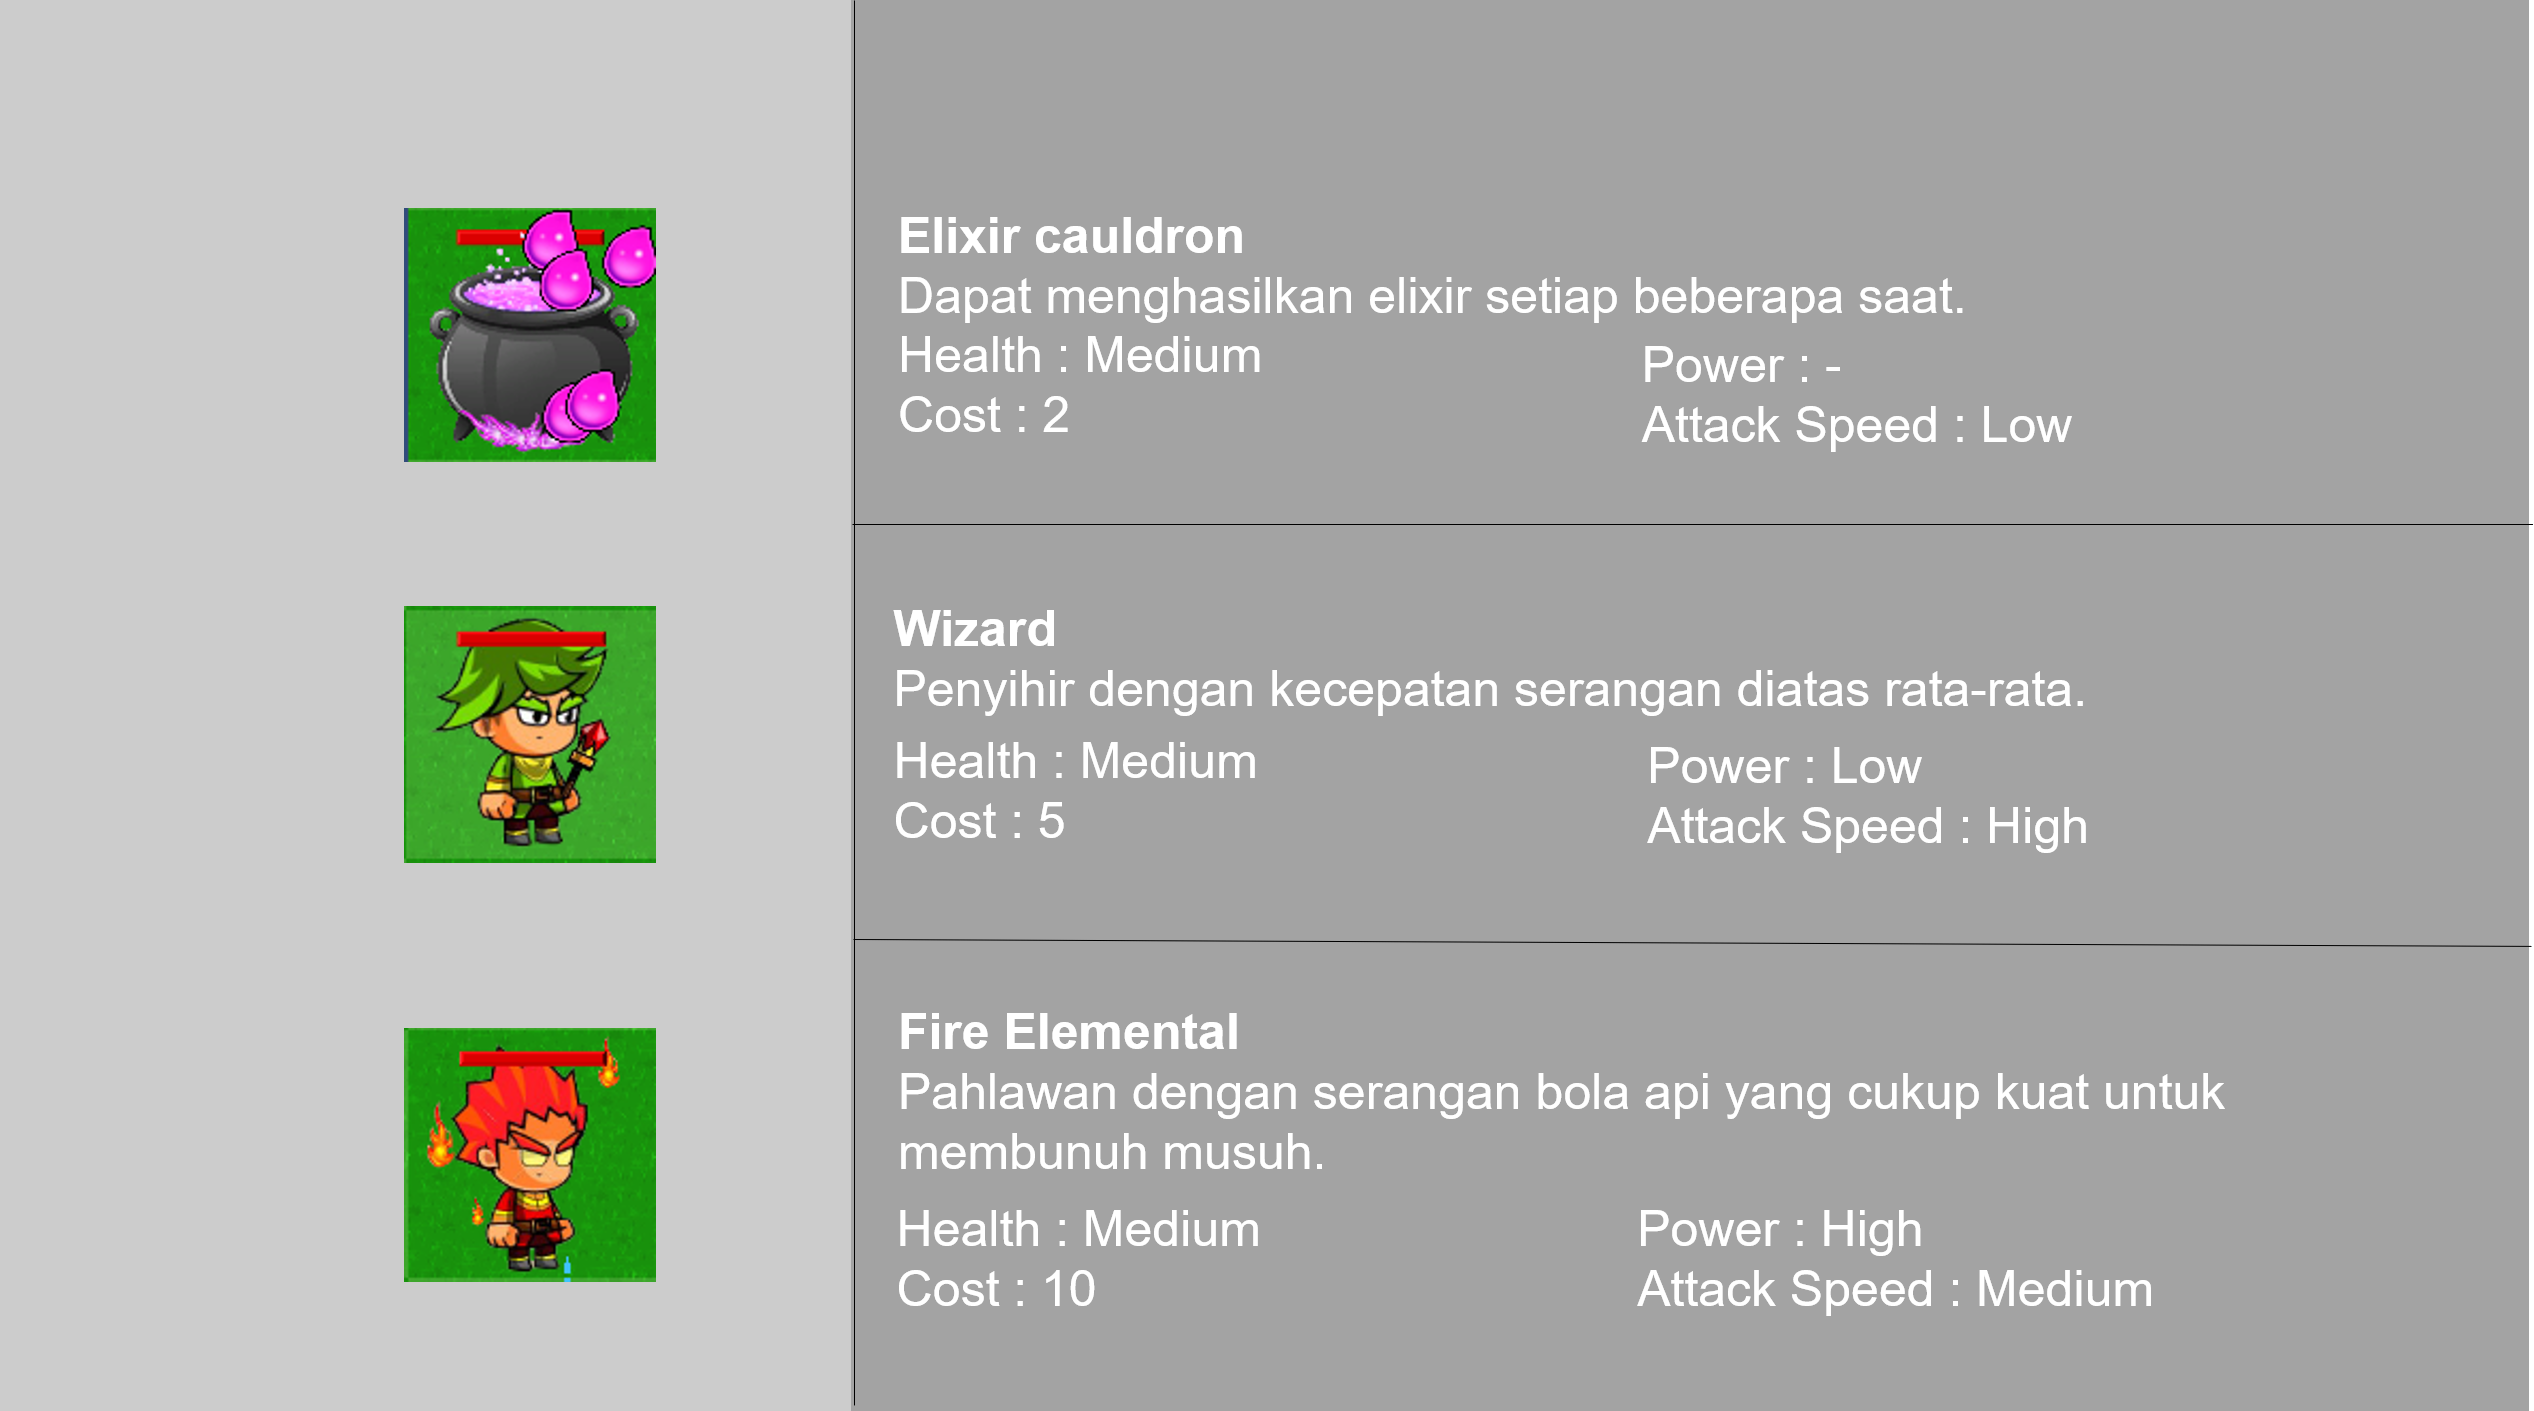 Elixir cauldron
Dapat menghasilkan elixir setiap beberapa saat.
Health : Medium
Cost : 2
Power : -
Attack Speed : Low
Wizard
Penyihir dengan kecepatan serangan diatas rata-rata.
Health : Medium
Cost : 5
Power : Low
Attack Speed : High
Fire Elemental
Pahlawan dengan serangan bola api yang cukup kuat untuk
membunuh musuh.
Health : Medium
Cost : 10
Power : High
Attack Speed : Medium